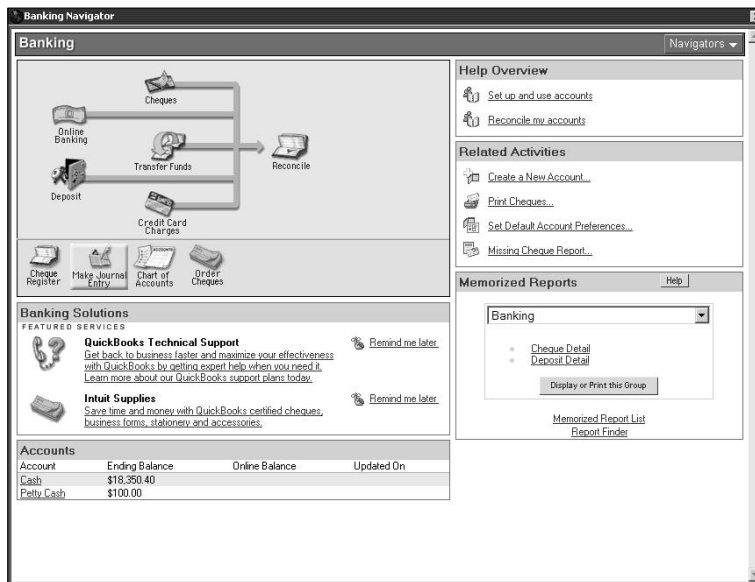 Banking Navigator
Banking
Navigators
Cheques
Online
Banking
Transfer Funds
Reconcile
Deposit
Credit Card
Charges
Cheque
Register
Make Journal
Entry
Chart of
Accounts
Order
Cheques
Banking Solutions
FEATURED SERVICES
QuickBooks Technical Support
Remind me later
Get back to business faster and maximize your effectiveness
with QuickBooks by getting expert help when you need it.
Learn more about our QuickBooks support plans today.
Intuit Supplies
Remind me later
Save time and money with QuickBooks certified cheques,
business forms, stationery and accessories.
Accounts
Account Ending Balance Online Balance Updated On
Cash $18,350.40
Petty Cash $100.00
Help Overview
Set up and use accounts
Reconcile my accounts
Related Activities
Create a New Account...
Print Cheques...
Set Default Account Preferences...
Missing Cheque Report...
Memorized Reports Help
Banking
Cheque Detail
Deposit Detail
Display or Print this Group
Memorized Report List
Report Finder